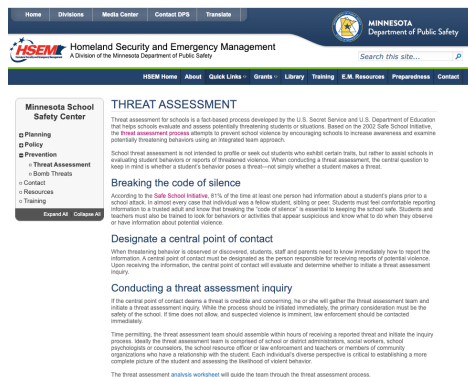 Home Divisions Media Center Contact DPS Translate
MINNESOTA
Department of Public Safety
HSEM
Homeland Security and Emergency Management
A Division of the Minnesota Department of Public Safety
Search this site...
HSEM Home About Quick Links Grants Library Training E.M. Resources Preparedness Contact
Minnesota School
Safety Center
Planning
Policy
Prevention
Threat Assessment
Bomb Threats
Contact
Resources
Training
Expand All Collapse All
THREAT ASSESSMENT
Threat assessment for schools is a fact-based process developed by the U.S. Secret Service and U.S. Department of Education
that helps schools evaluate and assess potentially threatening students or situations. Based on the 2002 Safe School Initiative,
the threat assessment process attempts to prevent school violence by encouraging schools to increase awareness and examine
potentially threatening behaviors using an integrated team approach.
School threat assessment is not intended to profile or seek out students who exhibit certain traits, but rather to assist schools in
evaluating student behaviors or reports of threatened violence. When conducting a threat assessment, the central question to
keep in mind is whether a student's behavior poses a threat—not simply whether a student makes a threat.
Breaking the code of silence
According to the Safe School Initiative, 81% of the time at least one person had information about a student's plans prior to a
school attack. In almost every case that individual was a fellow student, sibling or peer. Students must feel comfortable reporting
information to a trusted adult and know that breaking the "code of silence" is essential to keeping the school safe. Students and
teachers must also be trained to look for behaviors or activities that appear suspicious and know what to do when they observe
or have information about potential violence.
Designate a central point of contact
When threatening behavior is observed or discovered, students, staff and parents need to know immediately how to report the
information. A central point of contact must be designated as the person responsible for receiving reports of potential violence.
Upon receiving the information, the central point of contact will evaluate and determine whether to initiate a threat assessment
inquiry.
Conducting a threat assessment inquiry
If the central point of contact deems a threat is credible and concerning, he or she will gather the threat assessment team and
initiate a threat assessment inquiry. While the process should be initiated immediately, the primary consideration must be the
safety of the school. If time does not allow, and suspected violence is imminent, law enforcement should be contacted
immediately.
Time permitting, the threat assessment team should assemble within hours of receiving a reported threat and initiate the inquiry
process. Ideally the threat assessment team is comprised of school or district administrators, social workers, school
psychologists or counselors, the school resource officer or law enforcement and teachers or members of community
organizations who have a relationship with the student. Each individual's diverse perspective is critical to establishing a more
complete picture of the student and assessing the likelihood of violent behavior.
The threat assessment analysis worksheet will guide the team through the threat assessment process.